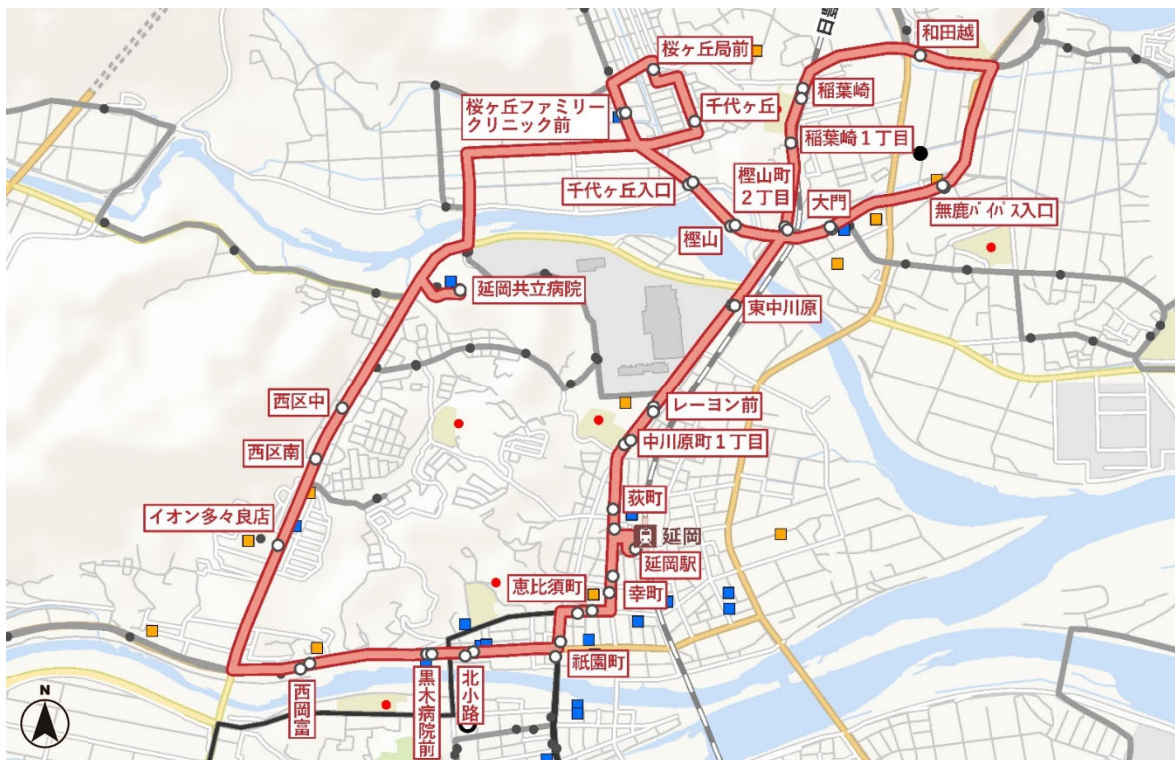 日豊
和田越
桜ヶ丘局前
稲葉崎
桜ヶ丘ファミリー
クリニック前
千代ヶ丘
稲葉崎1丁目
千代ヶ丘入口
樫山町
2丁目
大門
無鹿バイパス入口
樫山
延岡共立病院
東中川原
西区中
レーヨン前
中川原町1丁目
西区南
荻町
イオン多々良店
延岡
延岡駅
恵比須町
幸町
祇園町
西岡富
黒木病院前
北小路
N